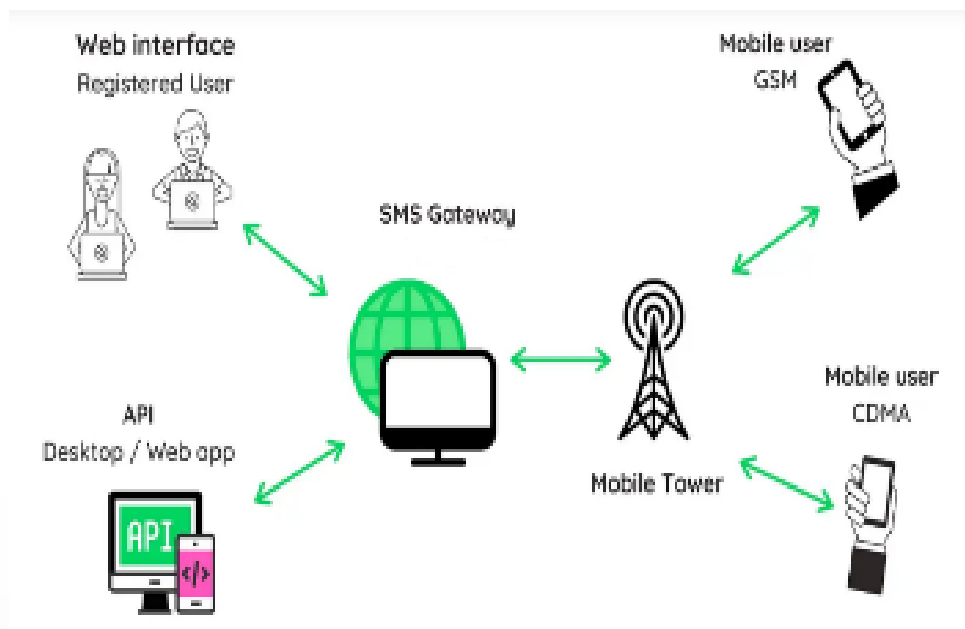 Web interface
Registered User
Mobile user
GSM
SMS Gateway
API
Desktop / Web app
Mobile user
CDMA
Mobile Tower
API
</>